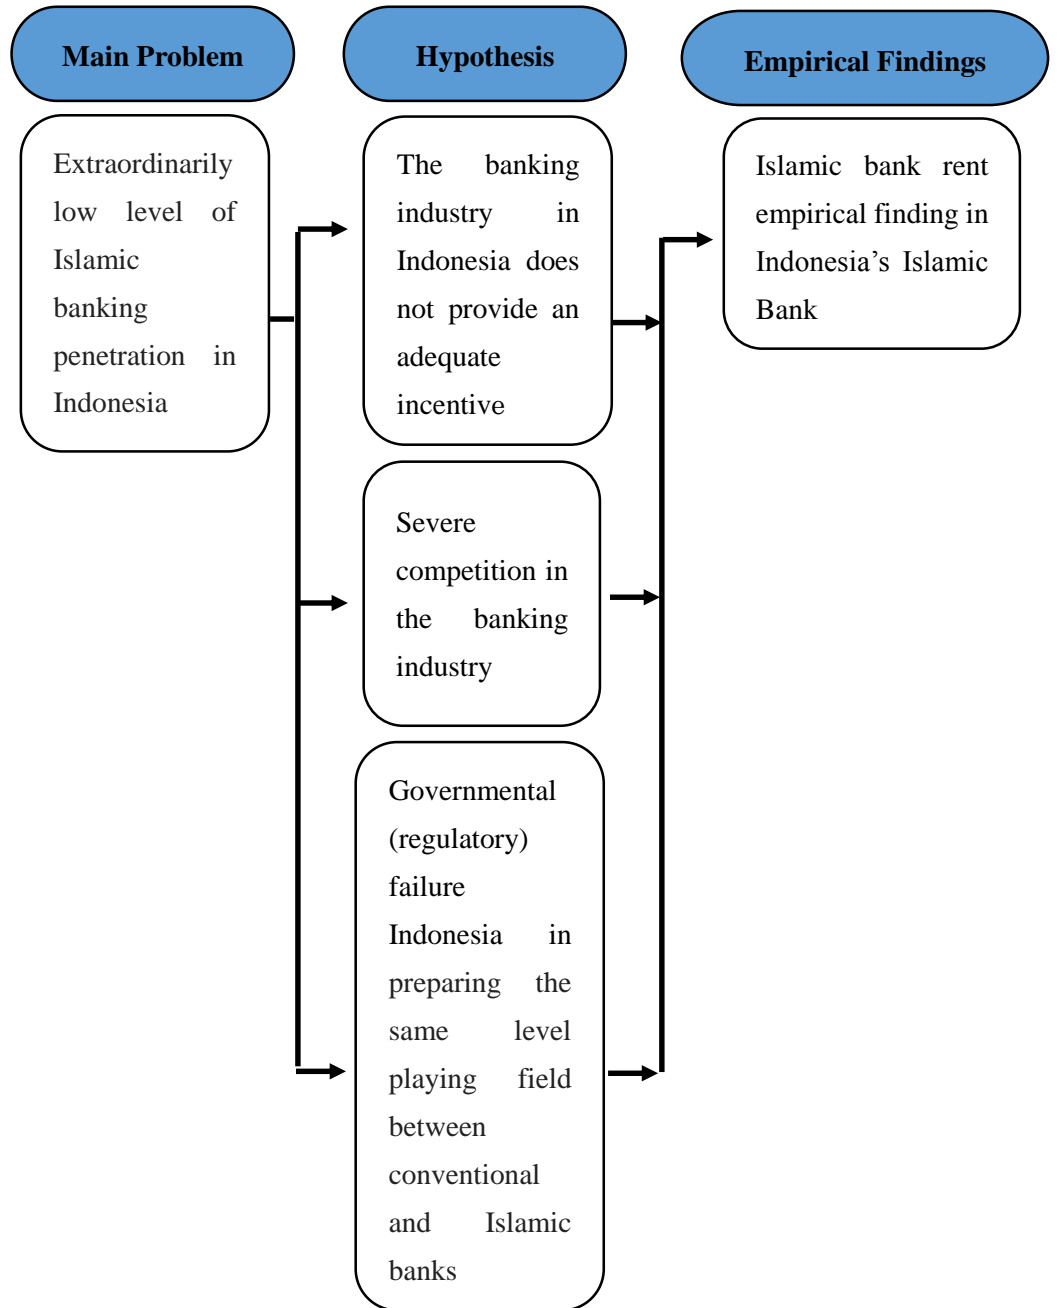 Main Problem
Hypothesis
Empirical Findings
Extraordinarily
low level of
Islamic
banking
penetration in
Indonesia
The banking
industry in
Indonesia does
not provide an
adequate
incentive
Severe
competition in
the banking
industry
Governmental
(regulatory)
failure
Indonesia in
preparing the
same level
playing field
between
conventional
and Islamic
banks
Islamic bank rent
empirical finding in
Indonesia’s Islamic
Bank